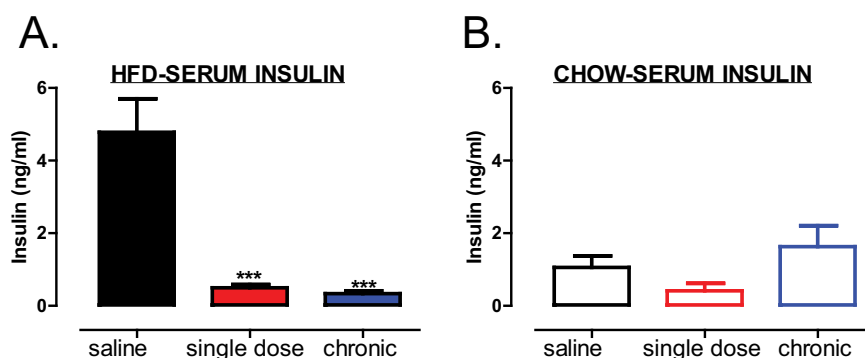 A.
HFD-SERUM INSULIN
Insulin (ng/ml)
6
4
2
0
***
***
saline single dose chronic
B.
CHOW-SERUM INSULIN
Insulin (ng/ml)
6
4
2
0
saline single dose chronic